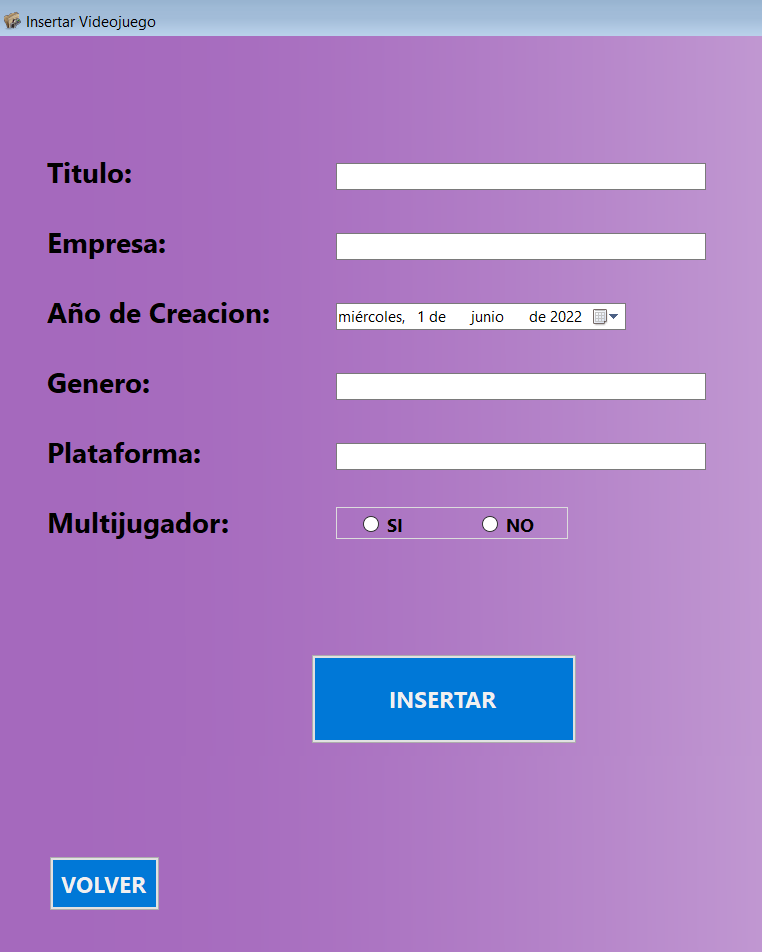 Insertar Videojuego
Titulo:
Empresa:
Año de Creacion: miércoles, 1 de junio de 2022
Genero:
Plataforma:
Multijugador: SI NO
INSERTAR
VOLVER